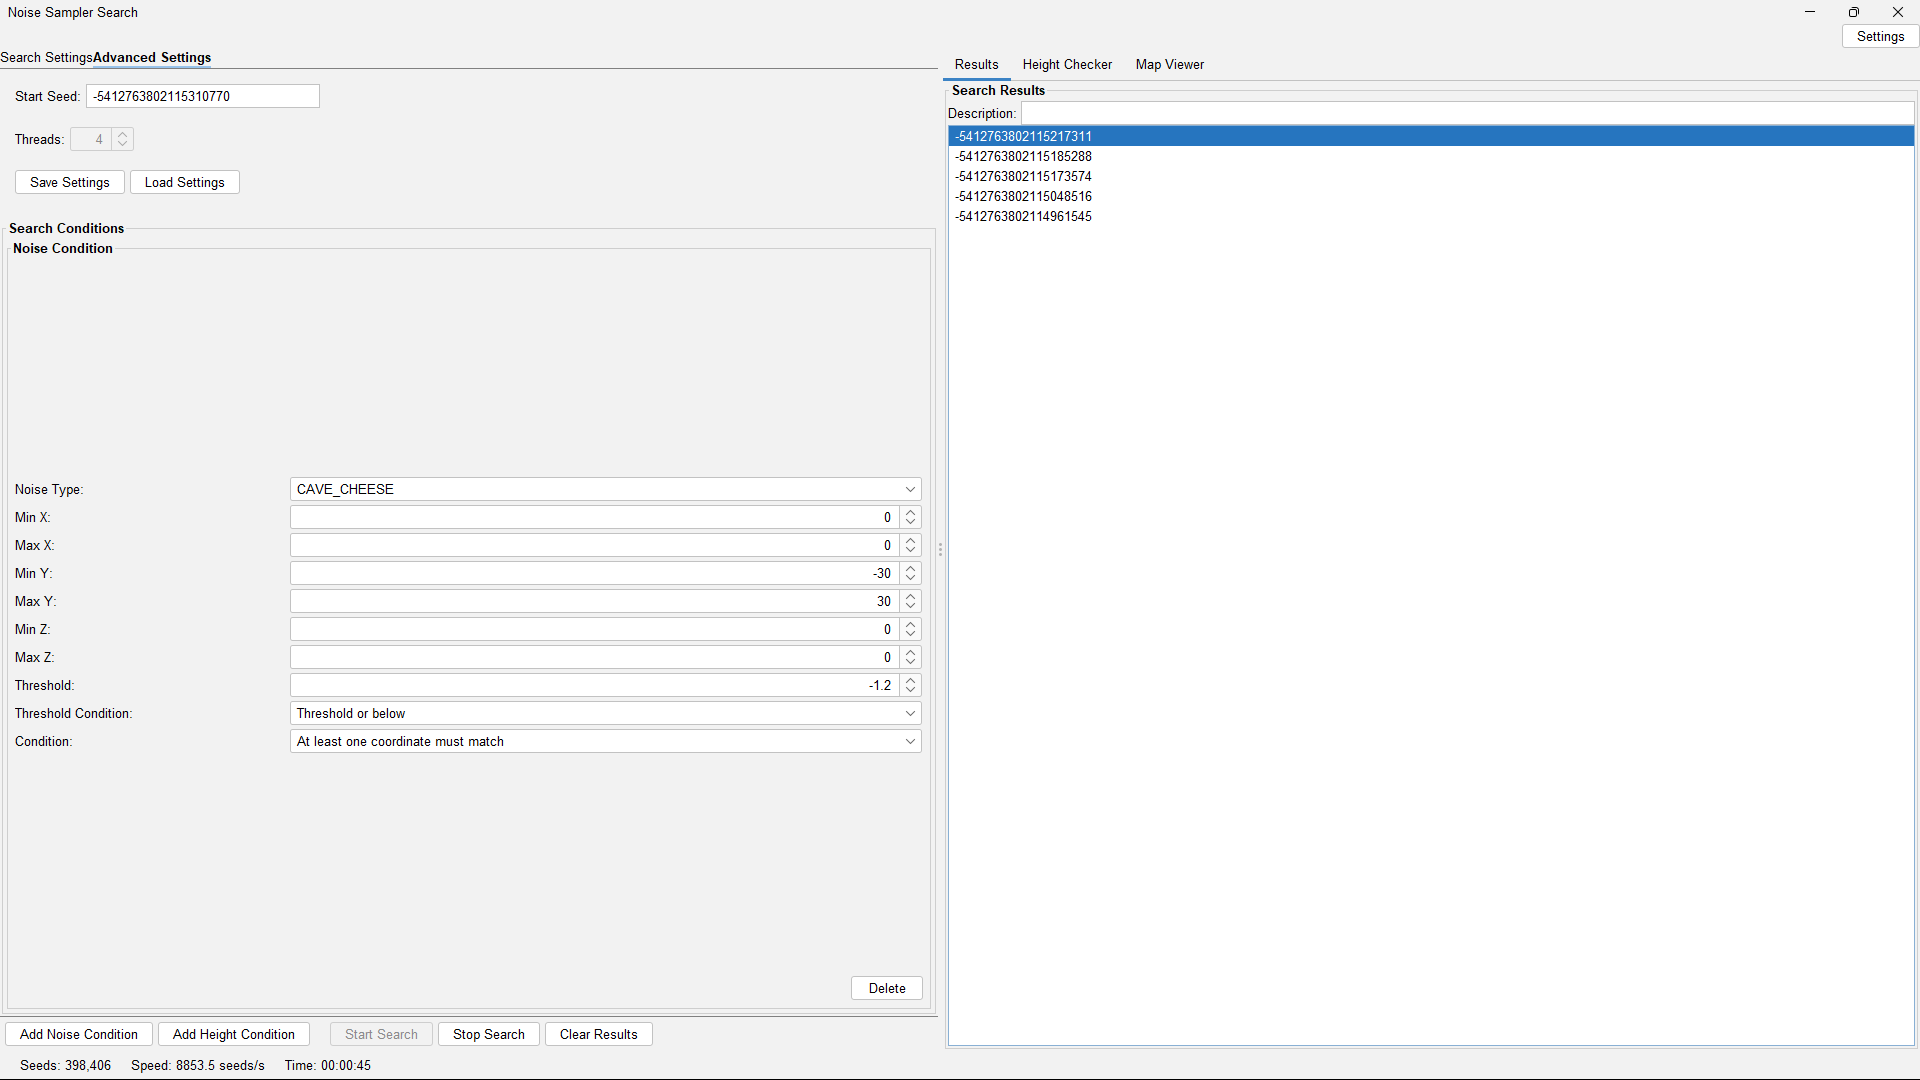 Noise Sampler Search
Settings
Search Settings Advanced Settings
Start Seed: -5412763802115310770
Threads: 4
Save Settings Load Settings
Search Conditions
Noise Condition
Noise Type: CAVE_CHEESE
Min X: 0
Max X: 0
Min Y: -30
Max Y: 30
Min Z: 0
Max Z: 0
Threshold: -1.2
Threshold Condition: Threshold or below
Condition: At least one coordinate must match
Delete
Add Noise Condition Add Height Condition Start Search Stop Search Clear Results
Seeds: 398,406 Speed: 8853.5 seeds/s Time: 00:00:45
Results Height Checker Map Viewer
Search Results
Description:
-5412763802115217311
-5412763802115185288
-5412763802115173574
-5412763802115048516
-5412763802114961545